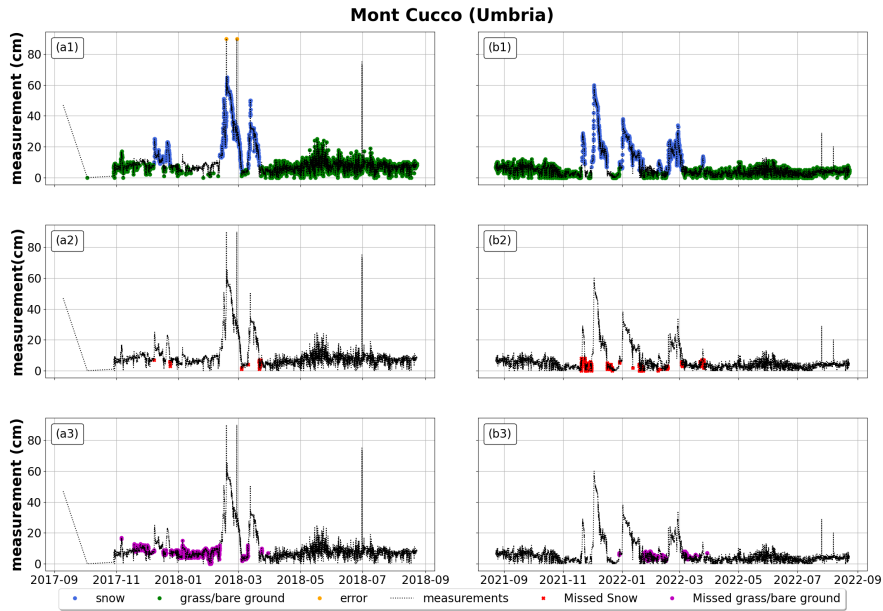 Mont Cucco (Umbria)
measurement (cm)
80
60
40
20
0
(a1)
(b1)
measurement(cm)
80
60
40
20
0
(a2)
(b2)
measurement (cm)
80
60
40
20
0
(a3)
(b3)
2017-09 2017-11 2018-01 2018-03 2018-05 2018-07 2018-09
2021-09 2021-11 2022-01 2022-03 2022-05 2022-07 2022-09
snow grass/bare ground error measurements Missed Snow Missed grass/bare ground